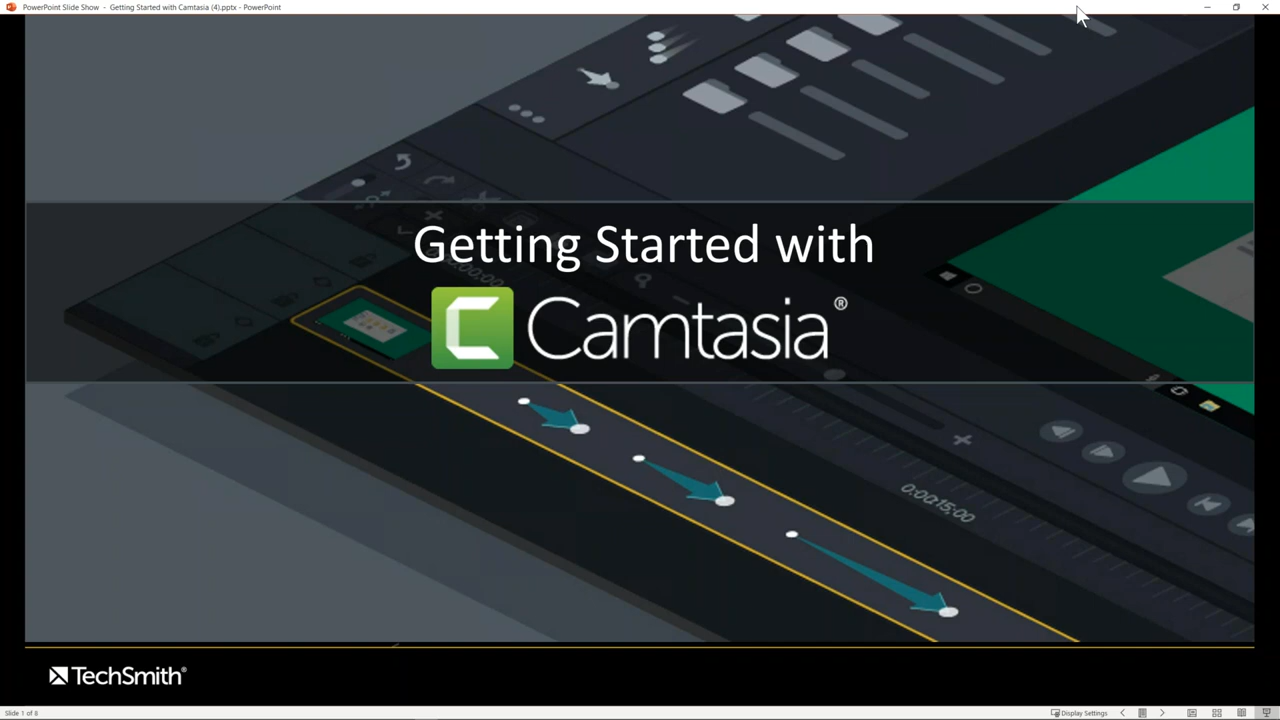 PowerPoint Slide Show - Getting Started with Camtasia (4).pptx - PowerPoint
Getting Started with
Camtasia®
0:00:15;00
TechSmith®
Slide 1 of 8
Display Settings